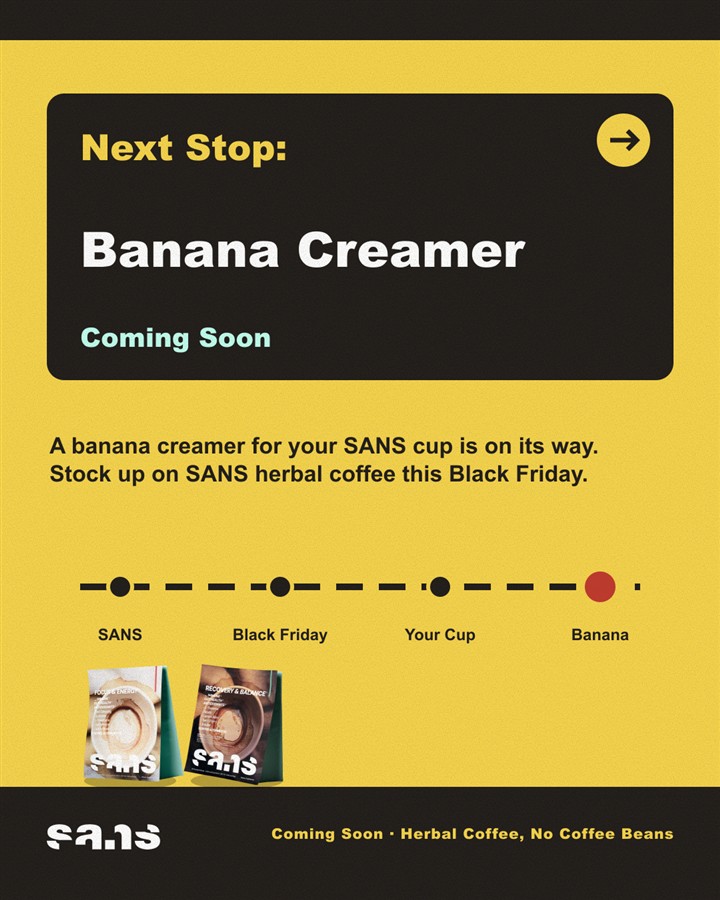 Next Stop:
Banana Creamer
Coming Soon
A banana creamer for your SANS cup is on its way.
Stock up on SANS herbal coffee this Black Friday.
SANS
Black Friday
Your Cup
Banana
FOCUS & ENERGY
sans
RECOVERY & BALANCE
sans
sans
Coming Soon · Herbal Coffee, No Coffee Beans